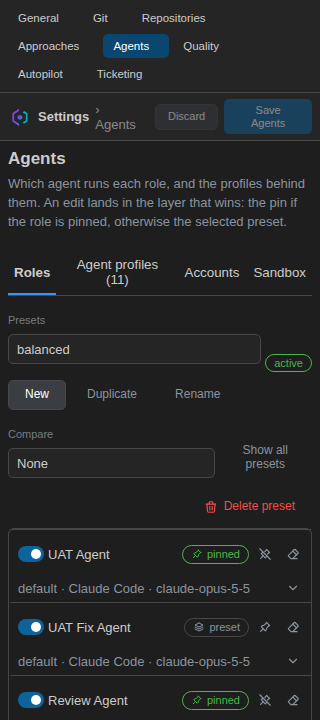 General Git Repositories
Approaches Agents Quality
Autopilot Ticketing
Settings › Agents Discard Save Agents
Agents
Which agent runs each role, and the profiles behind
them. An edit lands in the layer that wins: the pin if
the role is pinned, otherwise the selected preset.
Roles Agent profiles (11) Accounts Sandbox
Presets
balanced
active
New Duplicate Rename
Compare
None Show all presets
Delete preset
UAT Agent pinned
default · Claude Code · claude-opus-5-5
UAT Fix Agent preset
default · Claude Code · claude-opus-5-5
Review Agent pinned